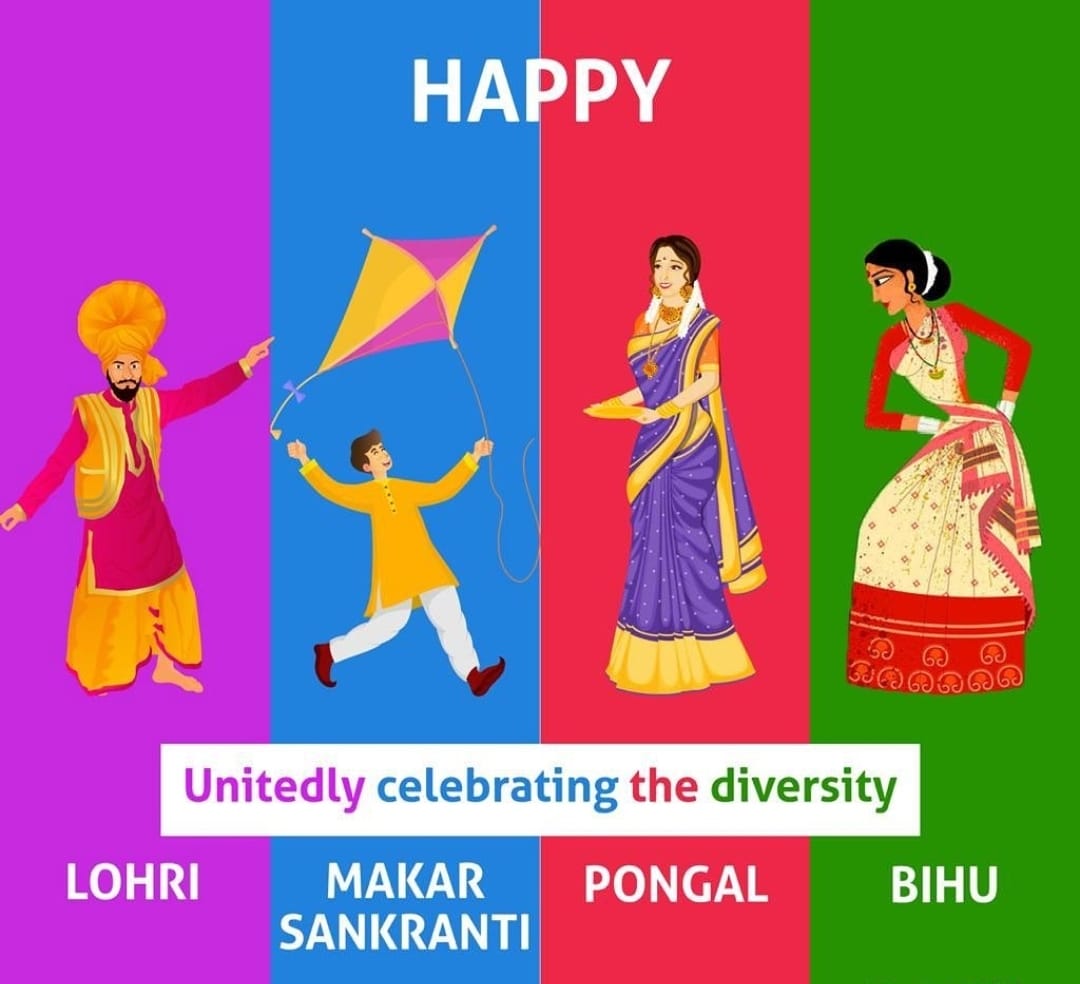 HAPPY
Unitedly celebrating the diversity
LOHRI
MAKAR
SANKRANTI
PONGAL
BIHU